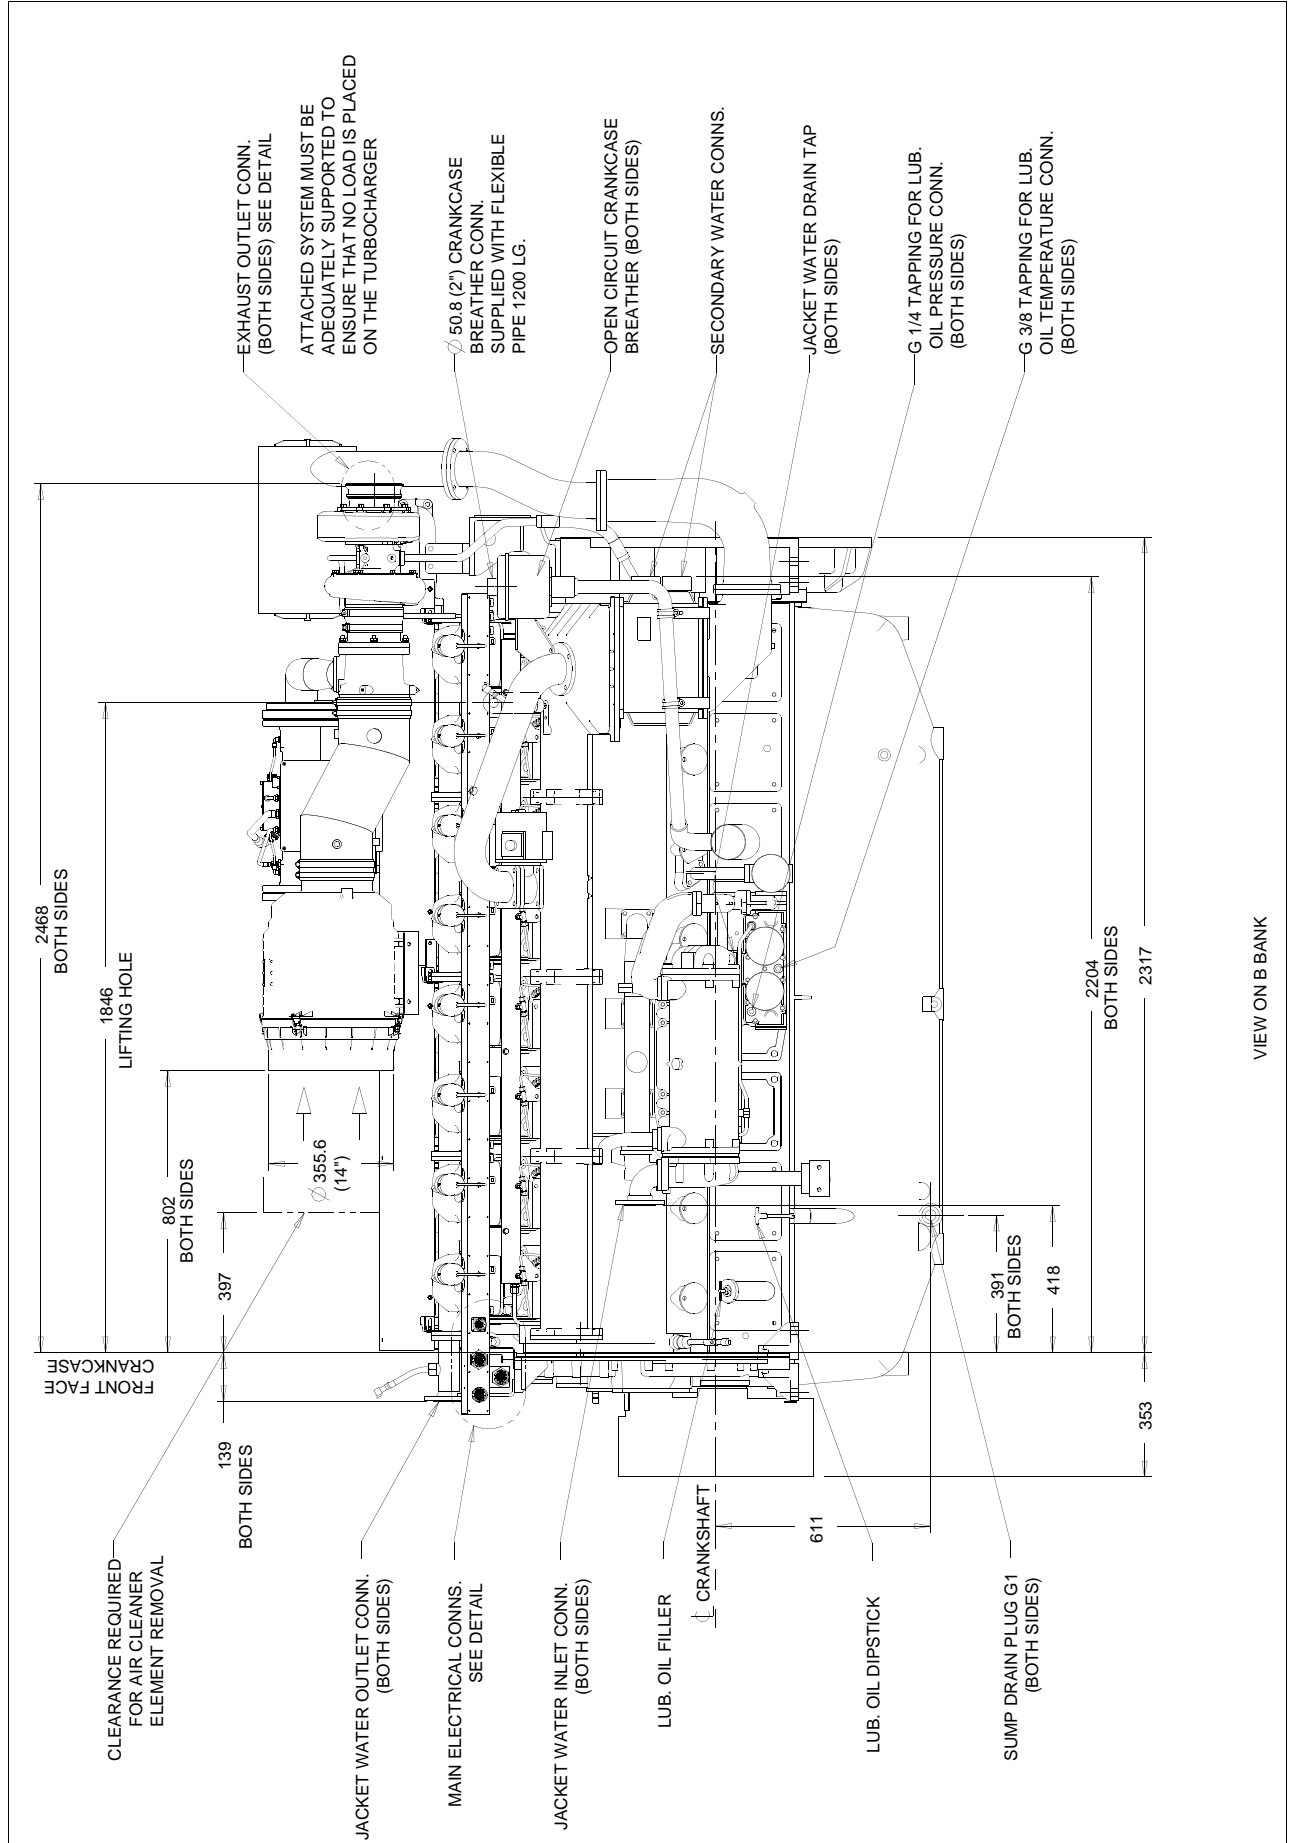 EXHAUST OUTLET CONN.
(BOTH SIDES) SEE DETAIL
ATTACHED SYSTEM MUST BE
ADEQUATELY SUPPORTED TO
ENSURE THAT NO LOAD IS PLACED
ON THE TURBOCHARGER
⌀ 50.8 (2") CRANKCASE
BREATHER CONN.
SUPPLIED WITH FLEXIBLE
PIPE 1200 LG.
OPEN CIRCUIT CRANKCASE
BREATHER (BOTH SIDES)
SECONDARY WATER CONNS.
JACKET WATER DRAIN TAP
(BOTH SIDES)
G 1/4 TAPPING FOR LUB.
OIL PRESSURE CONN.
(BOTH SIDES)
G 3/8 TAPPING FOR LUB.
OIL TEMPERATURE CONN.
(BOTH SIDES)
2468
BOTH SIDES
1846
LIFTING HOLE
802
BOTH SIDES
397
⌀ 355.6
(14")
FRONT FACE
CRANKCASE
139
BOTH SIDES
2204
BOTH SIDES
2317
391
BOTH SIDES
418
353
611
CLEARANCE REQUIRED
FOR AIR CLEANER
ELEMENT REMOVAL
JACKET WATER OUTLET CONN.
(BOTH SIDES)
MAIN ELECTRICAL CONNS.
SEE DETAIL
JACKET WATER INLET CONN.
(BOTH SIDES)
LUB. OIL FILLER
℄ CRANKSHAFT
LUB. OIL DIPSTICK
SUMP DRAIN PLUG G1
(BOTH SIDES)
VIEW ON B BANK